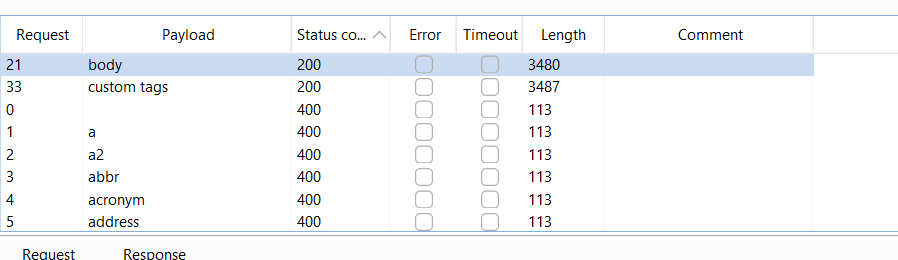 Request Payload Status co... Error Timeout Length Comment
21 body 200 3480
33 custom tags 200 3487
0 400 113
1 a 400 113
2 a2 400 113
3 abbr 400 113
4 acronym 400 113
5 address 400 113
Request Response